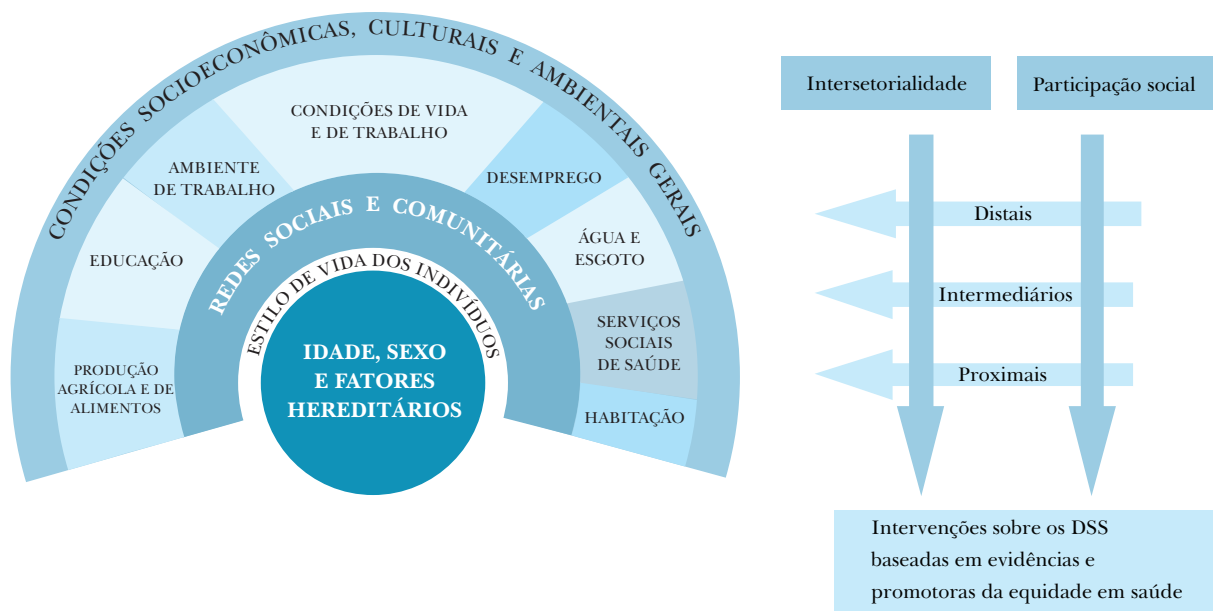 CONDIÇÕES SOCIOECONÔMICAS, CULTURAIS E AMBIENTAIS GERAIS
CONDIÇÕES DE VIDA
E DE TRABALHO
AMBIENTE
DE TRABALHO
DESEMPREGO
EDUCAÇÃO
ÁGUA E
ESGOTO
PRODUÇÃO
AGRÍCOLA E DE
ALIMENTOS
SERVIÇOS
SOCIAIS
DE SAÚDE
HABITAÇÃO
REDES SOCIAIS E COMUNITÁRIAS
ESTILO DE VIDA DOS INDIVÍDUOS
IDADE, SEXO
E FATORES
HEREDITÁRIOS
Intersetorialidade
Participação social
Distais
Intermediários
Proximais
Intervenções sobre os DSS
baseadas em evidências e
promotoras da equidade em saúde